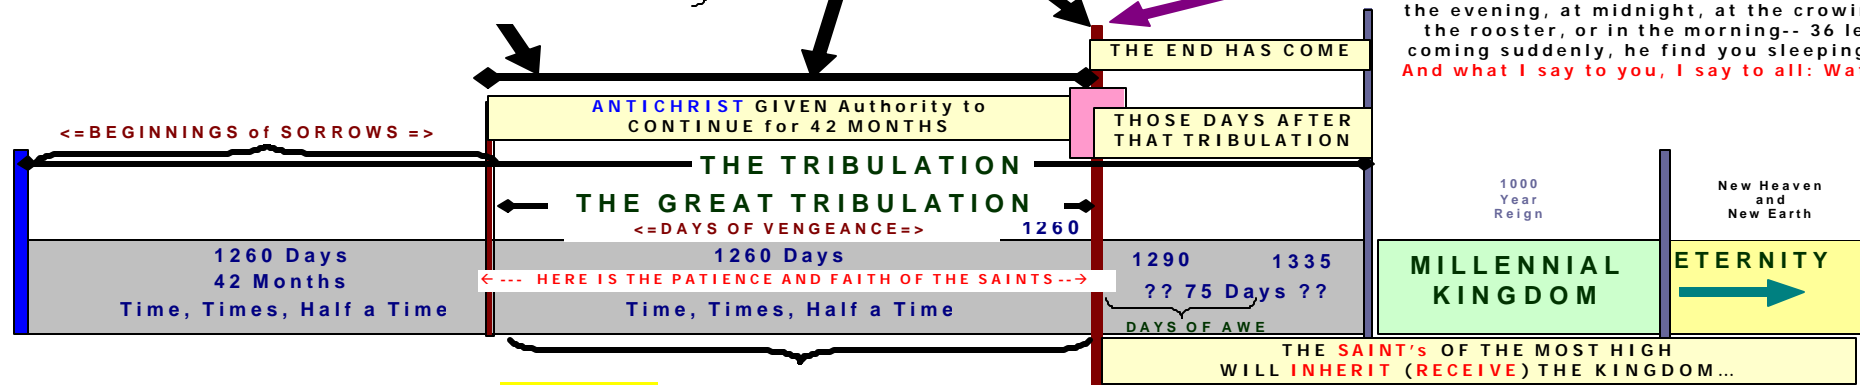 the evening, at midnight, at the
the rooster, or in the morning-- 36
coming suddenly, he find you sleeping
And what I say to you, I say to all:
THE END HAS COME
ANTICHRIST GIVEN Authority to
CONTINUE for 42 MONTHS
THOSE DAYS AFTER
THAT TRIBULATION
<=BEGINNINGS of SORROWS =>
THE TRIBULATION
THE GREAT TRIBULATION
<=DAYS OF VENGEANCE=>
1260
1000
Year
Reign
New Heaven
and
New Earth
1260 Days
42 Months
Time, Times, Half a Time
1260 Days
←--- HERE IS THE PATIENCE AND FAITH OF THE SAINTS--→
Time, Times, Half a Time
1290 1335
?? 75 Days ??
DAYS OF AWE
MILLENNIAL
KINGDOM
ETERNITY
THE SAINT's OF THE MOST HIGH
WILL INHERIT (RECEIVE) THE KINGDOM...